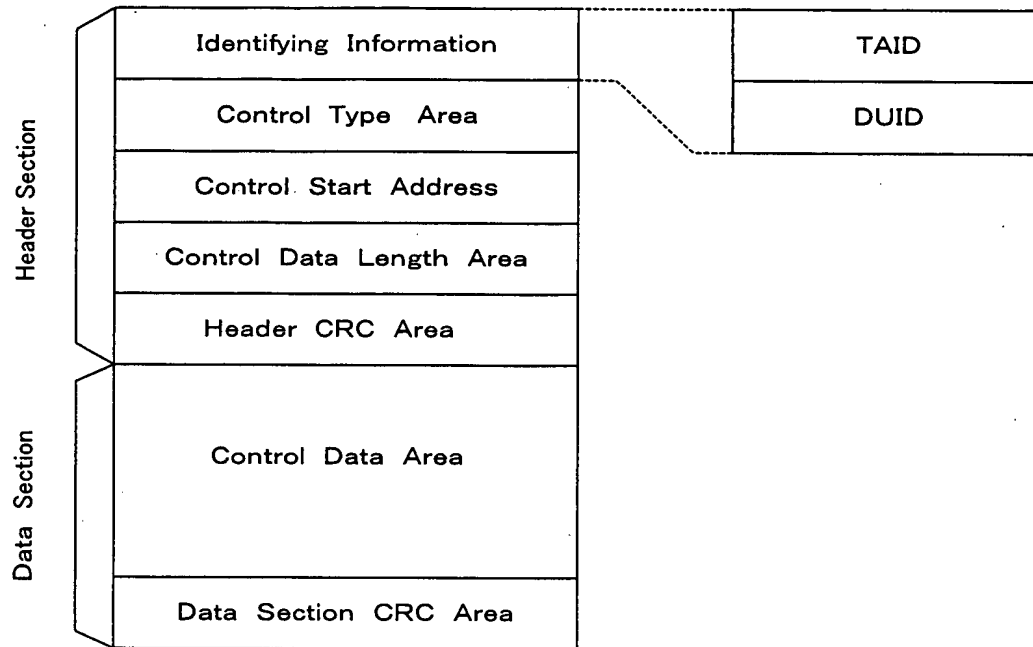 Header Section
Identifying Information
Control Type Area
Control Start Address
Control Data Length Area
Header CRC Area
TAID
DUID
Data Section
Control Data Area
Data Section CRC Area